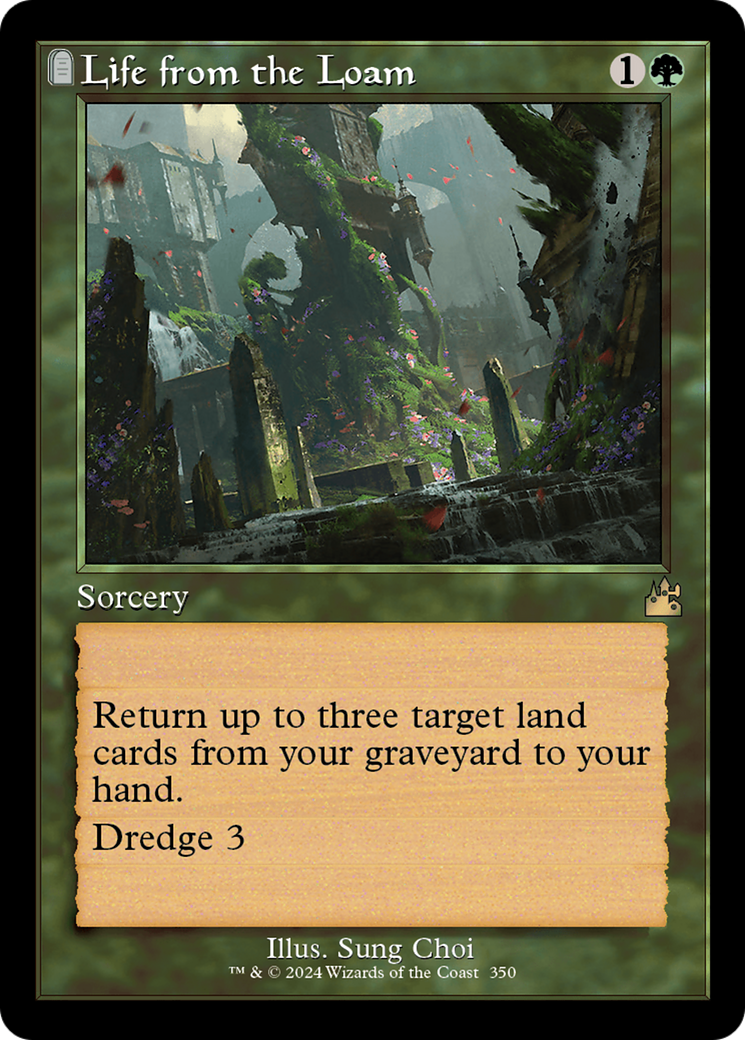 Life from the Loam 1
Sorcery
Return up to three target land
cards from your graveyard to your
hand.
Dredge 3
Illus. Sung Choi
™ & © 2024 Wizards of the Coast 350